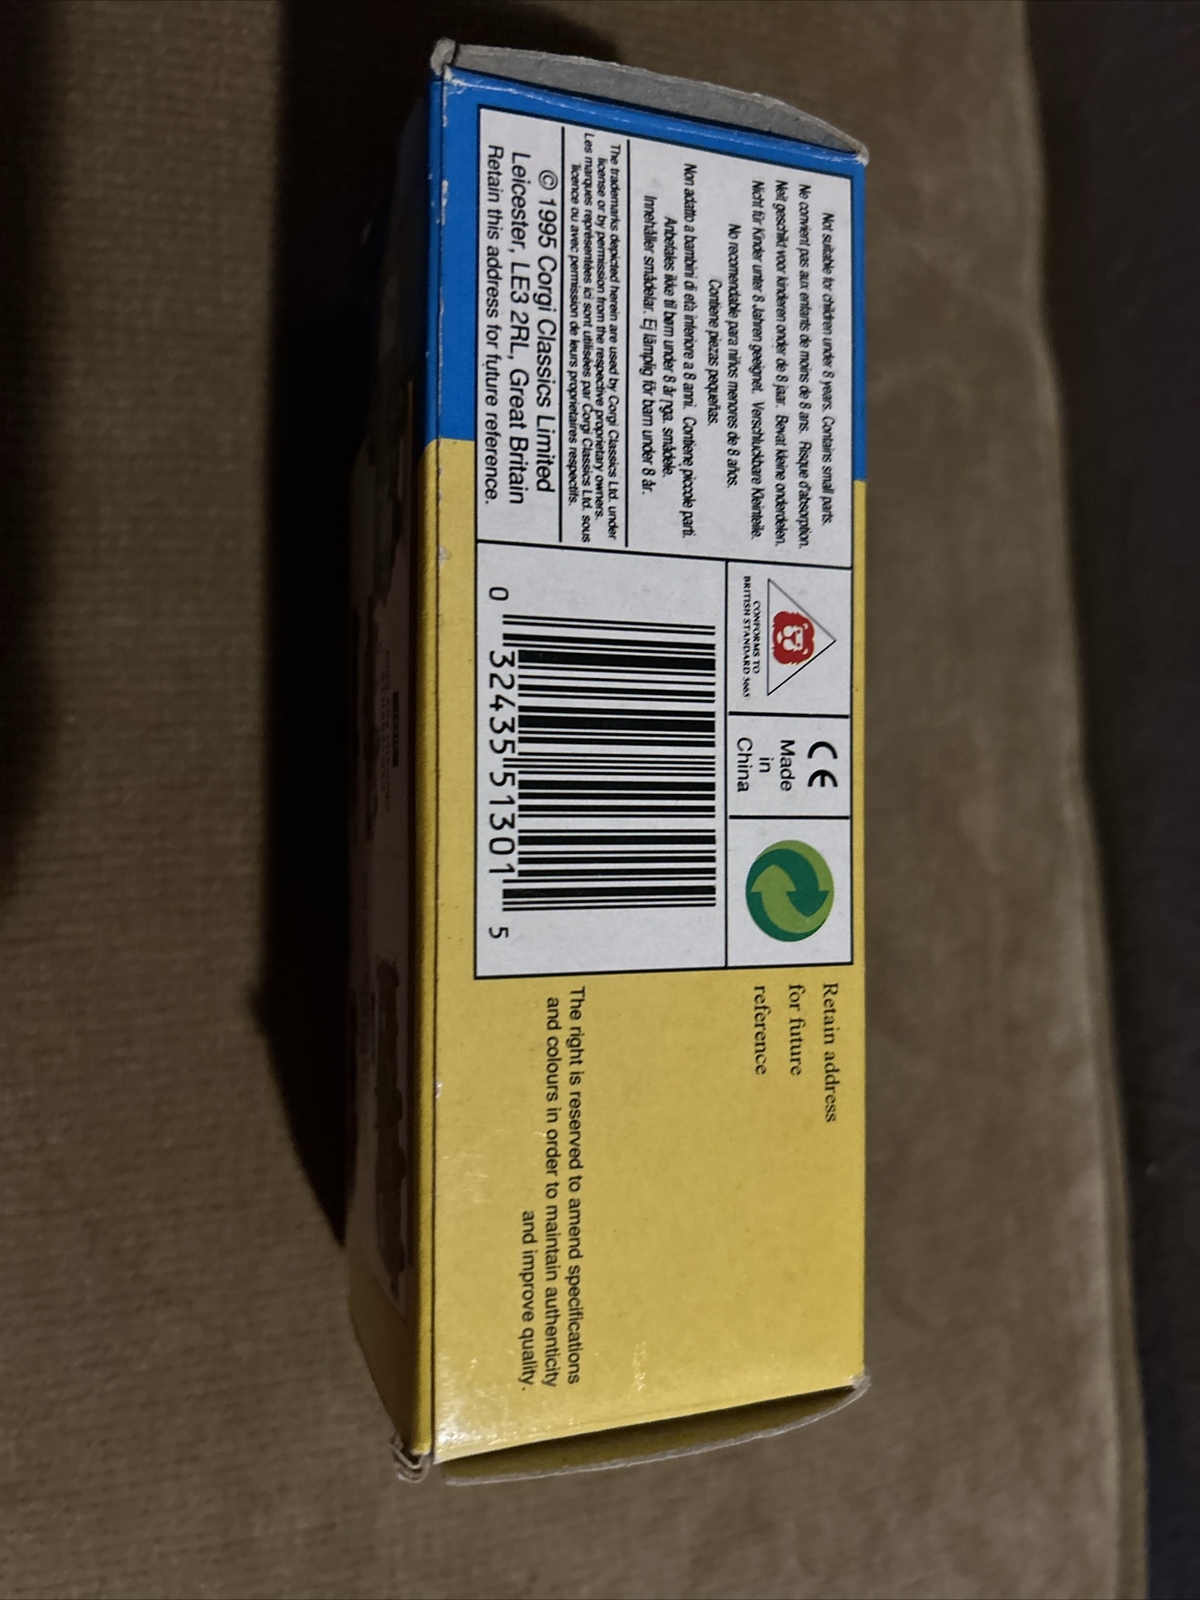 Not suitable for children under 8 years. Contains small parts.
Ne convient pas aux enfants de moins de 8 ans. Risque d'absorption.
Neit geschikt voor kinderen onder de 8 jaar. Bevat kleine onderdelen.
Nicht für Kinder unter 8 Jahren geeignet. Verschluckbare Kleinteile.
No recomendable para niños menores de 8 años.
Contiene piezas pequeñas.
Non adatto a bambini di età inferiore a 8 anni. Contiene piccole parti.
Anbefales ikke til barn under 8 år pga. smådele.
Innehåller smådelar. Ej lämplig för barn under 8 år.
The trademarks depicted herein are used by Corgi Classics Ltd. under
license or by permission from the respective proprietary owners.
Les marques représentées ici sont utilisées par Corgi Classics Ltd. sous
licence ou avec permission de leurs proprietaires respectifs.
© 1995 Corgi Classics Limited
Leicester, LE3 2RL, Great Britain
Retain this address for future reference.
CONFORMS TO
BRITISH STANDARD 5665
CE
Made
in
China
0 32435 51301 5
Retain address
for future
reference
The right is reserved to amend specifications
and colours in order to maintain authenticity
and improve quality.